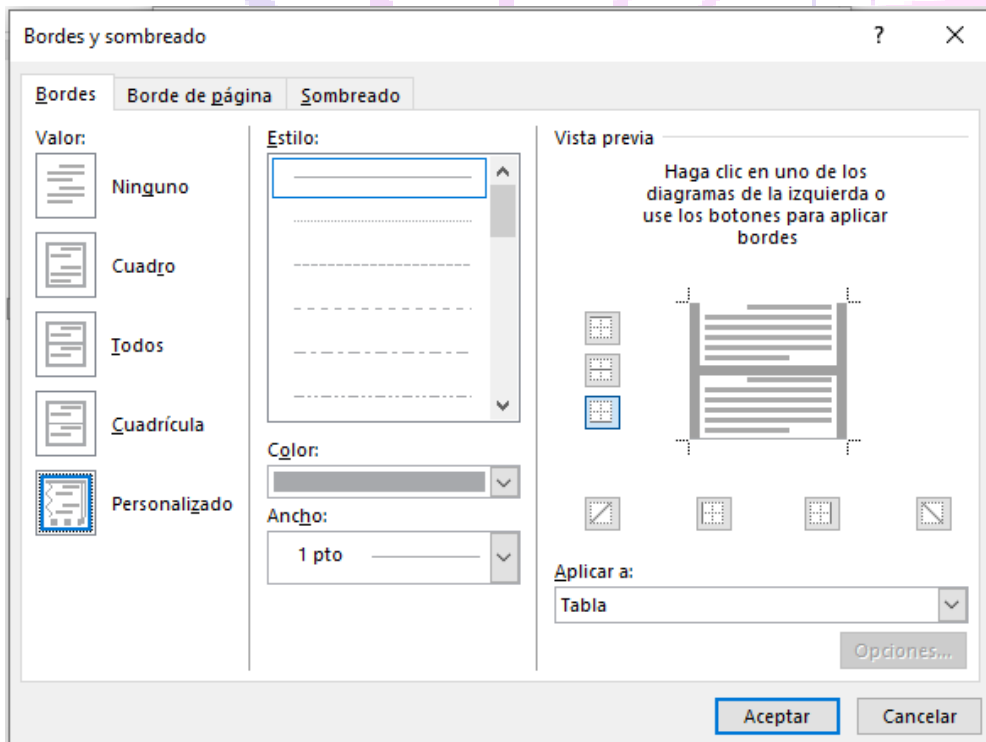 Bordes y sombreado
?
Bordes
Borde de página
Sombreado
Valor:
Ninguno
Cuadro
Todos
Cuadrícula
Personalizado
Estilo:
Color:
Ancho:
1 pto
Vista previa
Haga clic en uno de los
diagramas de la izquierda o
use los botones para aplicar
bordes
Aplicar a:
Tabla
Opciones...
Aceptar
Cancelar